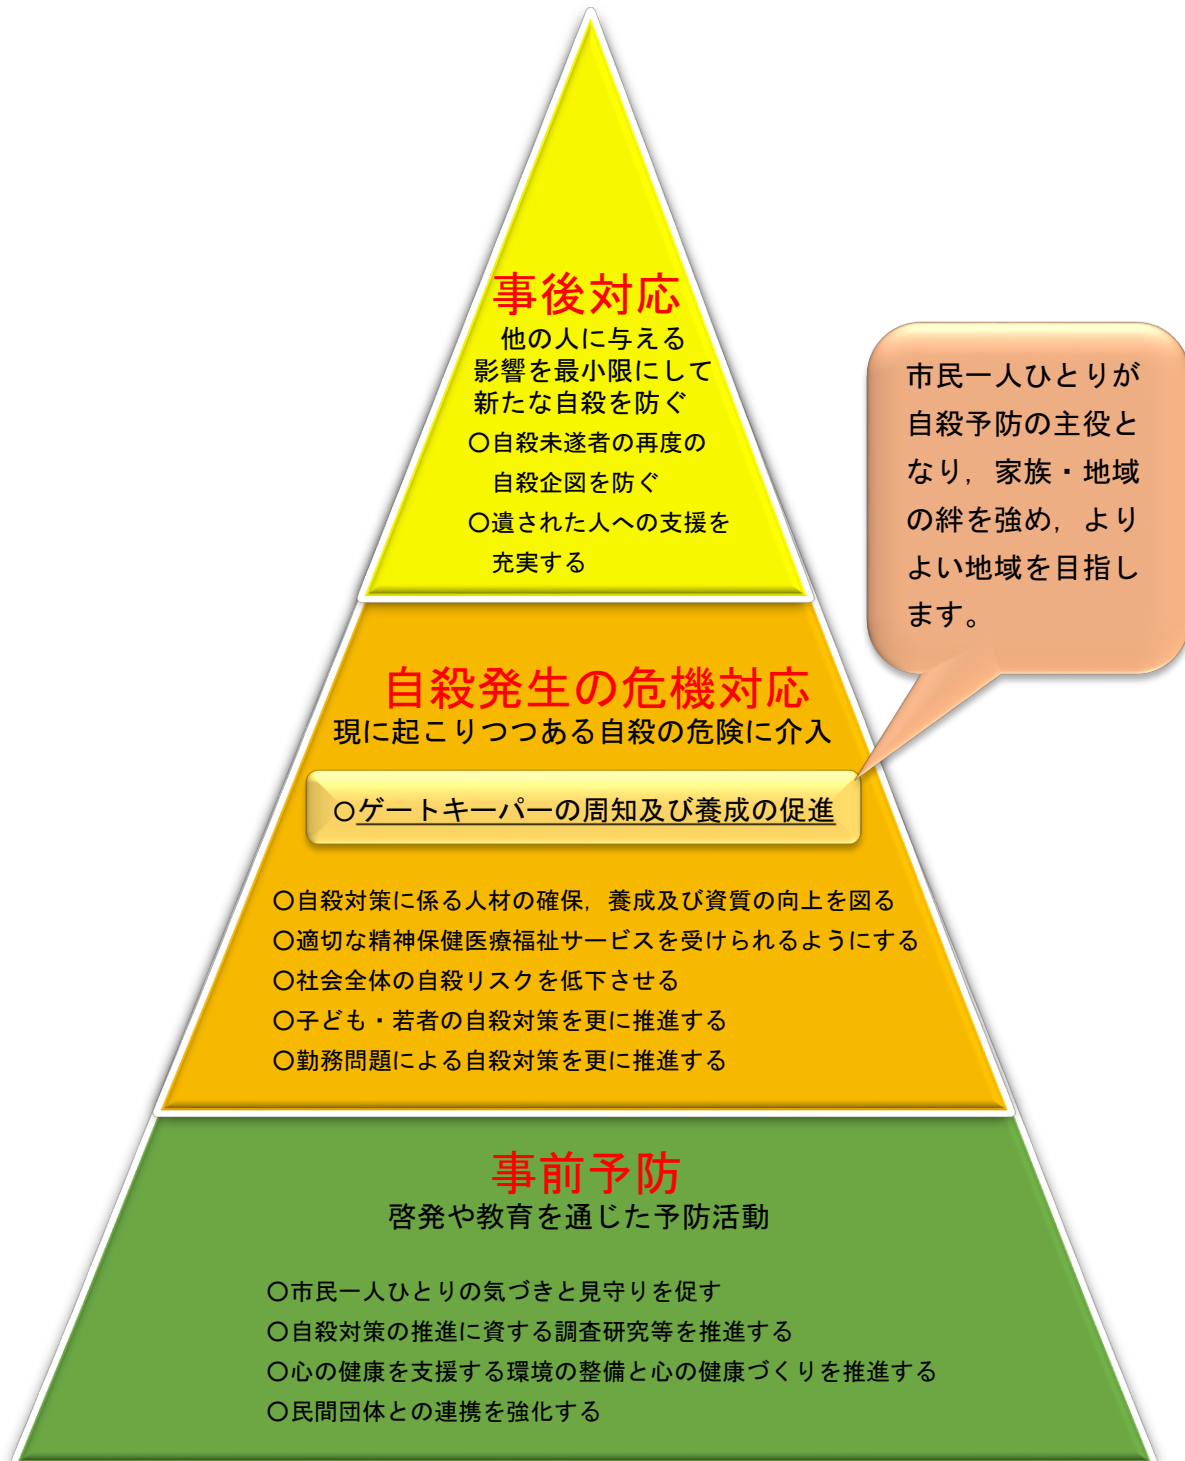 事後対応
他の人に与える
影響を最小限にして
新たな自殺を防ぐ
○自殺未遂者の再度の
自殺企図を防ぐ
○遺された人への支援を
充実する
市民一人ひとりが
自殺予防の主役と
なり，家族・地域
の絆を強め，より
よい地域を目指し
ます。
自殺発生の危機対応
現に起こりつつある自殺の危険に介入
○ゲートキーパーの周知及び養成の促進
○自殺対策に係る人材の確保，養成及び資質の向上を図る
○適切な精神保健医療福祉サービスを受けられるようにする
○社会全体の自殺リスクを低下させる
○子ども・若者の自殺対策を更に推進する
○勤務問題による自殺対策を更に推進する
事前予防
啓発や教育を通じた予防活動
○市民一人ひとりの気づきと見守りを促す
○自殺対策の推進に資する調査研究等を推進する
○心の健康を支援する環境の整備と心の健康づくりを推進する
○民間団体との連携を強化する